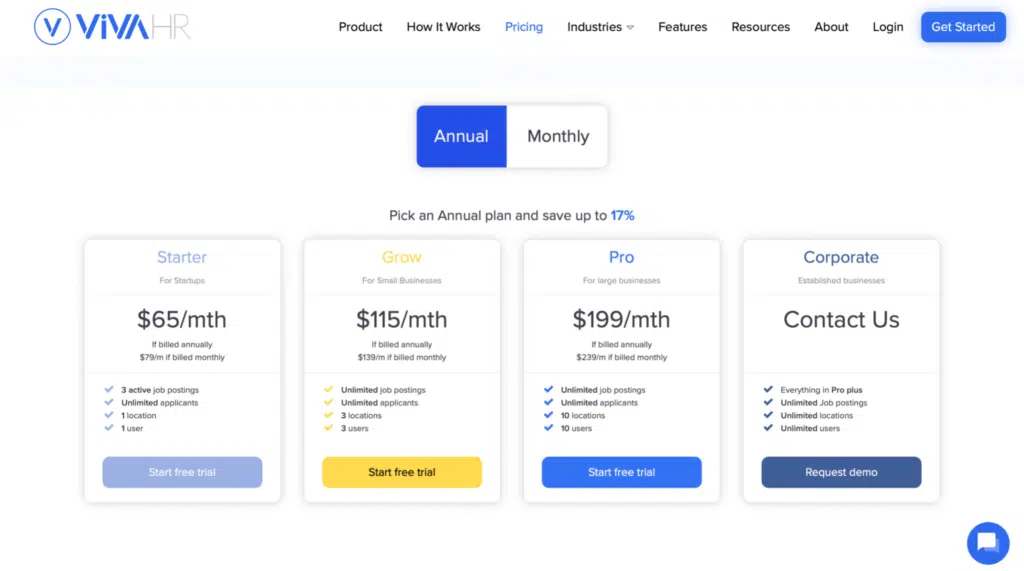 V ViVAHR
Product How It Works Pricing Industries Features Resources About Login Get Started
Annual Monthly
Pick an Annual plan and save up to 17%
Starter
For Startups
$65/mth
If billed annually
$79/m if billed monthly
3 active job postings
Unlimited applicants
1 location
1 user
Start free trial
Grow
For Small Businesses
$115/mth
If billed annually
$139/m if billed monthly
Unlimited job postings
Unlimited applicants
3 locations
3 users
Start free trial
Pro
For large businesses
$199/mth
If billed annually
$239/m if billed monthly
Unlimited job postings
Unlimited applicants
10 locations
10 users
Start free trial
Corporate
Established businesses
Contact Us
Everything in Pro plus
Unlimited Job postings
Unlimited locations
Unlimited users
Request demo